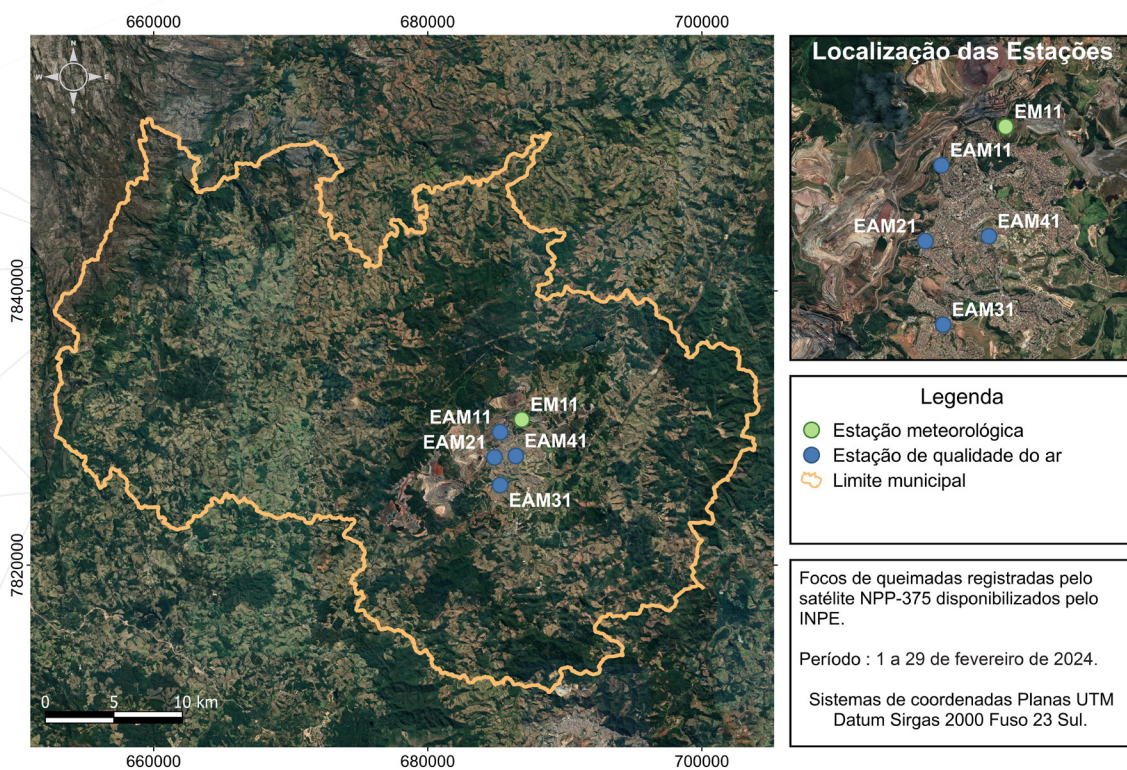 660000
680000
700000
N
W
E
S
7840000
7820000
EAM11
EM11
EAM21
EAM41
EAM31
0
5
10 km
660000
680000
700000
Localização das Estações
EM11
EAM11
EAM21
EAM41
EAM31
Legenda
Estação meteorológica
Estação de qualidade do ar
Limite municipal
Focos de queimadas registradas pelo
satélite NPP-375 disponibilizados pelo
INPE.
Período : 1 a 29 de fevereiro de 2024.
Sistemas de coordenadas Planas UTM
Datum Sirgas 2000 Fuso 23 Sul.